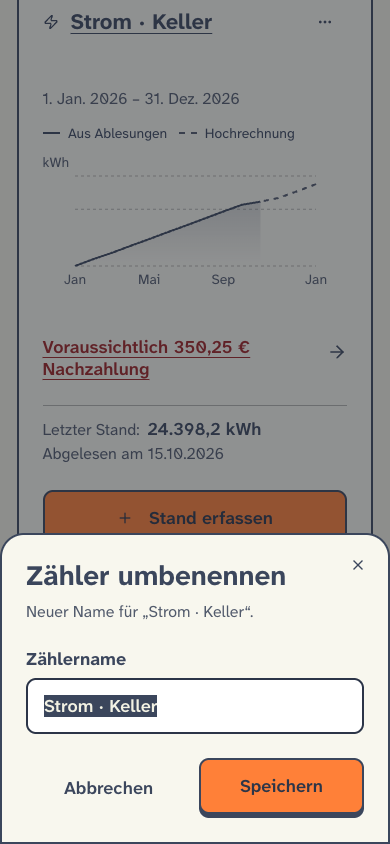 Strom · Keller
1. Jan. 2026 – 31. Dez. 2026
Aus Ablesungen Hochrechnung
kWh
Jan Mai Sep Jan
Voraussichtlich 350,25 €
Nachzahlung
Letzter Stand: 24.398,2 kWh
Abgelesen am 15.10.2026
+ Stand erfassen
Zähler umbenennen
Neuer Name für „Strom · Keller“.
Zählername
Strom · Keller
Abbrechen Speichern